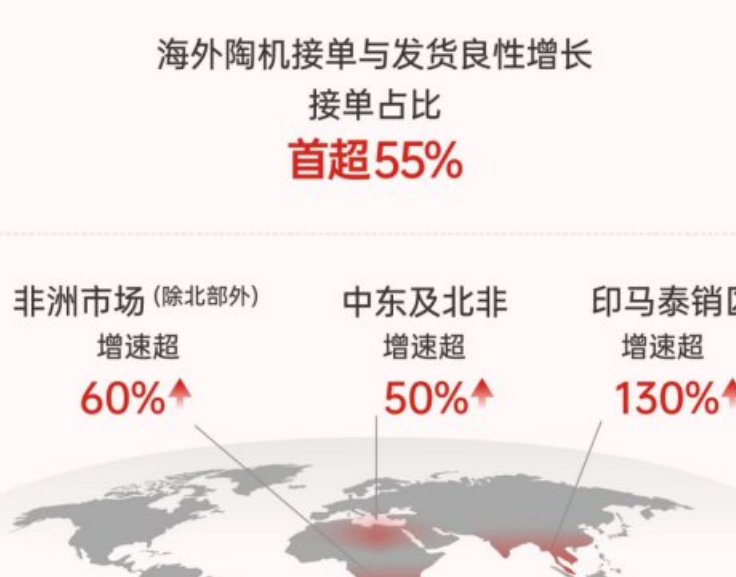 海外陶机接单与发货良性增长
接单占比
首超55%
非洲市场(除北部外)
增速超
60%
中东及北非
增速超
50%
印马泰销区
增速超
130%